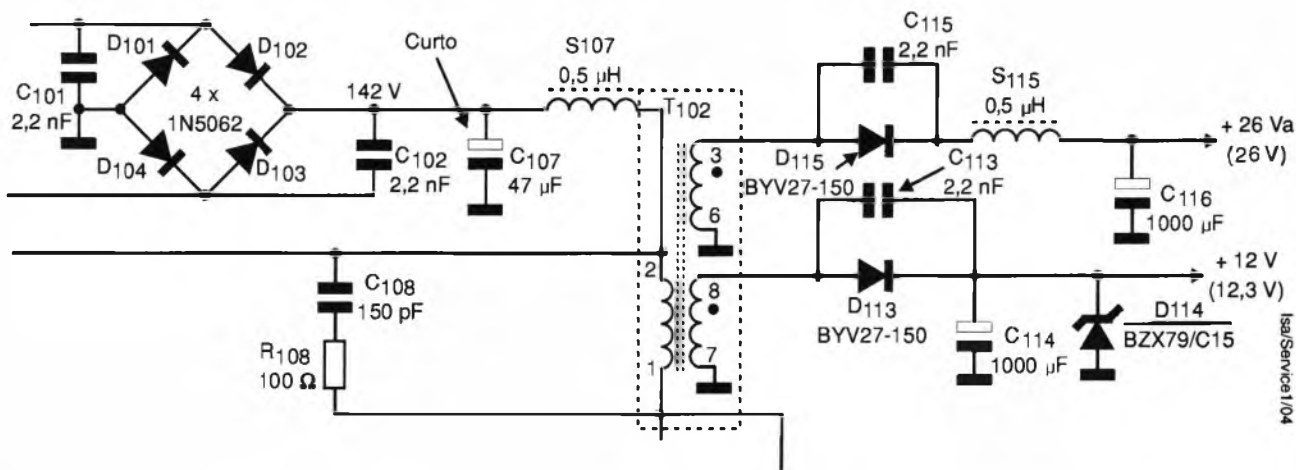 D101
D102
C101
2,2 nF
4 x
1N5062
D104
D103
142 V
Curto
C102
2,2 nF
C107
47 µF
S107
0,5 µH
T102
3
6
2
1
8
7
C108
150 pF
R108
100 Ω
C115
2,2 nF
D115
BYV27-150
S115
0,5 µH
C113
2,2 nF
+ 26 Va
(26 V)
C116
1000 µF
D113
BYV27-150
C114
1000 µF
+ 12 V
(12,3 V)
D114
BZX79/C15
Isa/Service1/04